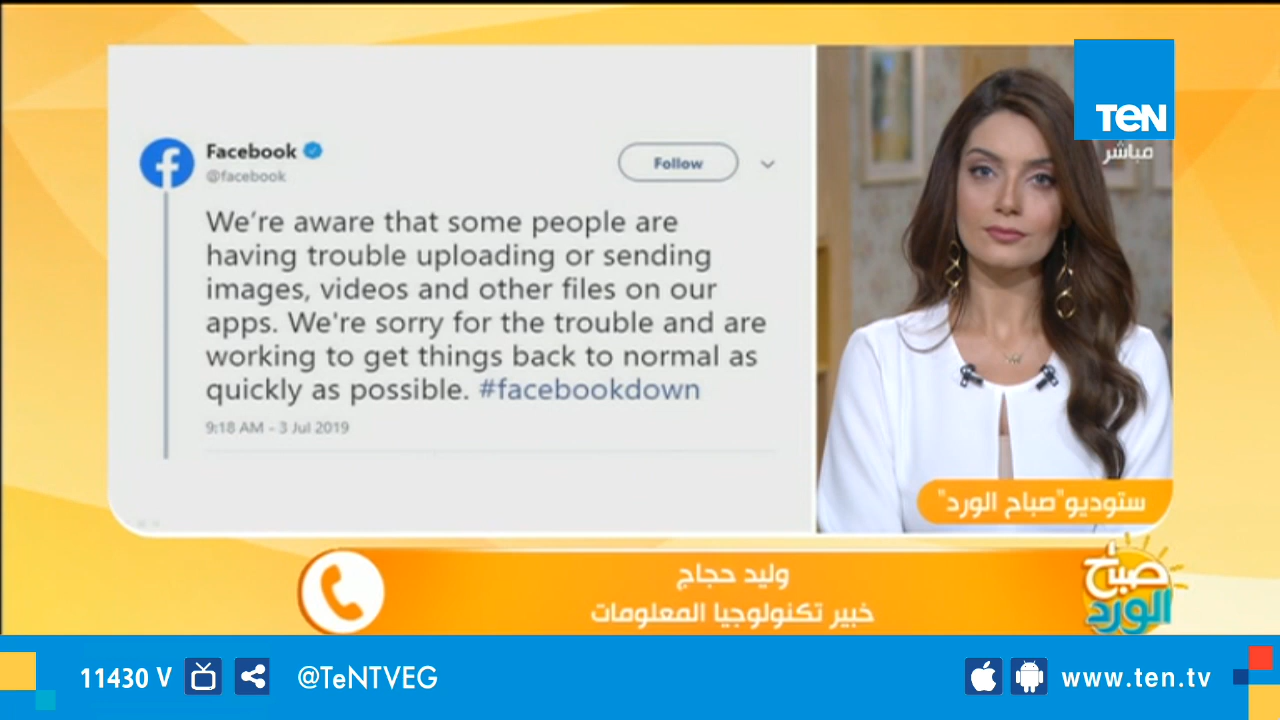 TEN
مباشر
Facebook
@facebook
Follow
We're aware that some people are
having trouble uploading or sending
images, videos and other files on our
apps. We're sorry for the trouble and are
working to get things back to normal as
quickly as possible. #facebookdown
9:18 AM - 3 Jul 2019
ستوديو"صباح الورد"
وليد حجاج
خبير تكنولوجيا المعلومات
صباح
الورد
11430 V
@TeNTVEG
www.ten.tv